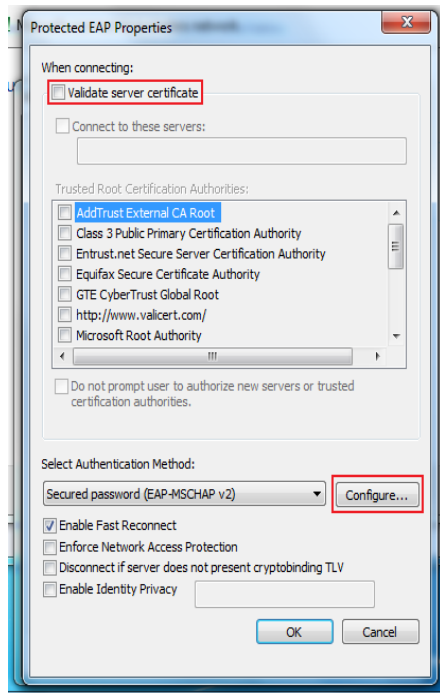 Protected EAP Properties
When connecting:
Validate server certificate
Connect to these servers:
Trusted Root Certification Authorities:
AddTrust External CA Root
Class 3 Public Primary Certification Authority
Entrust.net Secure Server Certification Authority
Equifax Secure Certificate Authority
GTE CyberTrust Global Root
http://www.valicert.com/
Microsoft Root Authority
Do not prompt user to authorize new servers or trusted
certification authorities.
Select Authentication Method:
Secured password (EAP-MSCHAP v2)
Configure...
Enable Fast Reconnect
Enforce Network Access Protection
Disconnect if server does not present cryptobinding TLV
Enable Identity Privacy
OK
Cancel